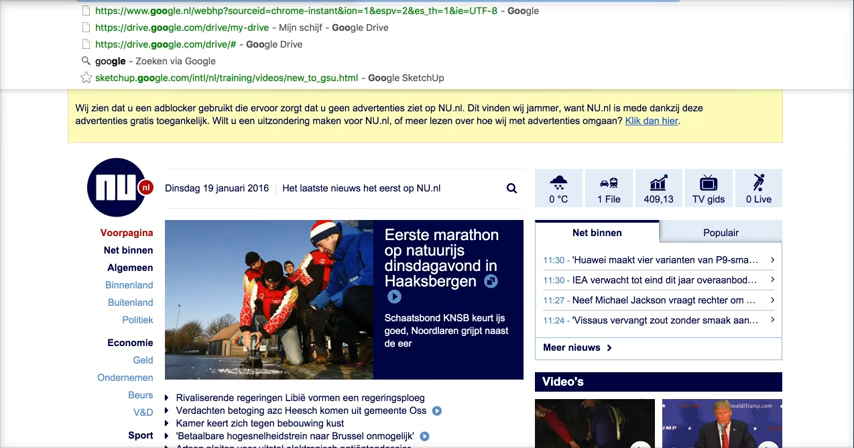 https://www.google.nl/webhp?sourceid=chrome-instant&ion=1&espv=2&es_th=1&ie=UTF-8 - Google
https://drive.google.com/drive/my-drive - Mijn schijf - Google Drive
https://drive.google.com/drive/# - Google Drive
google - Zoeken via Google
sketchup.google.com/intl/nl/training/videos/new_to_gsu.html - Google SketchUp
Wij zien dat u een adblocker gebruikt die ervoor zorgt dat u geen advertenties ziet op NU.nl. Dit vinden wij jammer, want NU.nl is mede dankzij deze
advertenties gratis toegankelijk. Wilt u een uitzondering maken voor NU.nl, of meer lezen over hoe wij met advertenties omgaan? Klik dan hier.
NU nl
Dinsdag 19 januari 2016 Het laatste nieuws het eerst op NU.nl
0 °C 1 File 409,13 TV gids 0 Live
Voorpagina
Net binnen
Algemeen
Binnenland
Buitenland
Politiek
Economie
Geld
Ondernemen
Beurs
V&D
Sport
Eerste marathon
op natuurijs
dinsdagavond in
Haaksbergen
Schaatsbond KNSB keurt ijs
goed, Noordlaren grijpt naast
de eer
Rivaliserende regeringen Libië vormen een regeringsploeg
Verdachten betoging azc Heesch komen uit gemeente Oss
Kamer keert zich tegen bebouwing kust
'Betaalbare hogesnelheidstrein naar Brussel onmogelijk'
Net binnen Populair
11:30 - 'Huawei maakt vier varianten van P9-sma...
11:30 - IEA verwacht tot eind dit jaar overaanbod...
11:27 - Neef Michael Jackson vraagt rechter om ...
11:24 - 'Vissaus vervangt zout zonder smaak aan...
Meer nieuws
Video's
DonaldJTrump.com